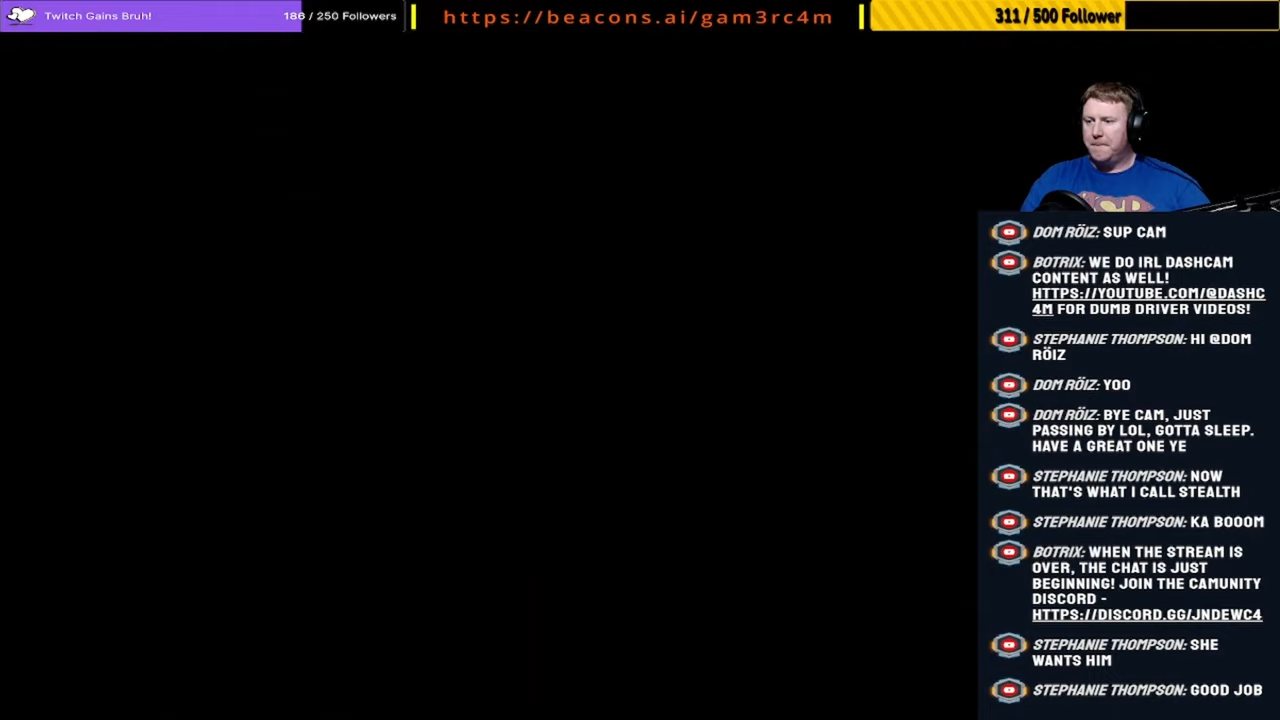 Twitch Gains Bruh!
186 / 250 Followers
https://beacons.ai/gam3rc4m
311 / 500 Follower
DOM RÖIZ: SUP CAM
BOTRIX: WE DO IRL DASHCAM
CONTENT AS WELL!
HTTPS://YOUTUBE.COM/@DASHC
4M FOR DUMB DRIVER VIDEOS!
STEPHANIE THOMPSON: HI @DOM
RÖIZ
DOM RÖIZ: YOO
DOM RÖIZ: BYE CAM, JUST
PASSING BY LOL, GOTTA SLEEP.
HAVE A GREAT ONE YE
STEPHANIE THOMPSON: NOW
THAT'S WHAT I CALL STEALTH
STEPHANIE THOMPSON: KA BOOOM
BOTRIX: WHEN THE STREAM IS
OVER, THE CHAT IS JUST
BEGINNING! JOIN THE CAMUNITY
DISCORD -
HTTPS://DISCORD.GG/JNDEWC4
STEPHANIE THOMPSON: SHE
WANTS HIM
STEPHANIE THOMPSON: GOOD JOB